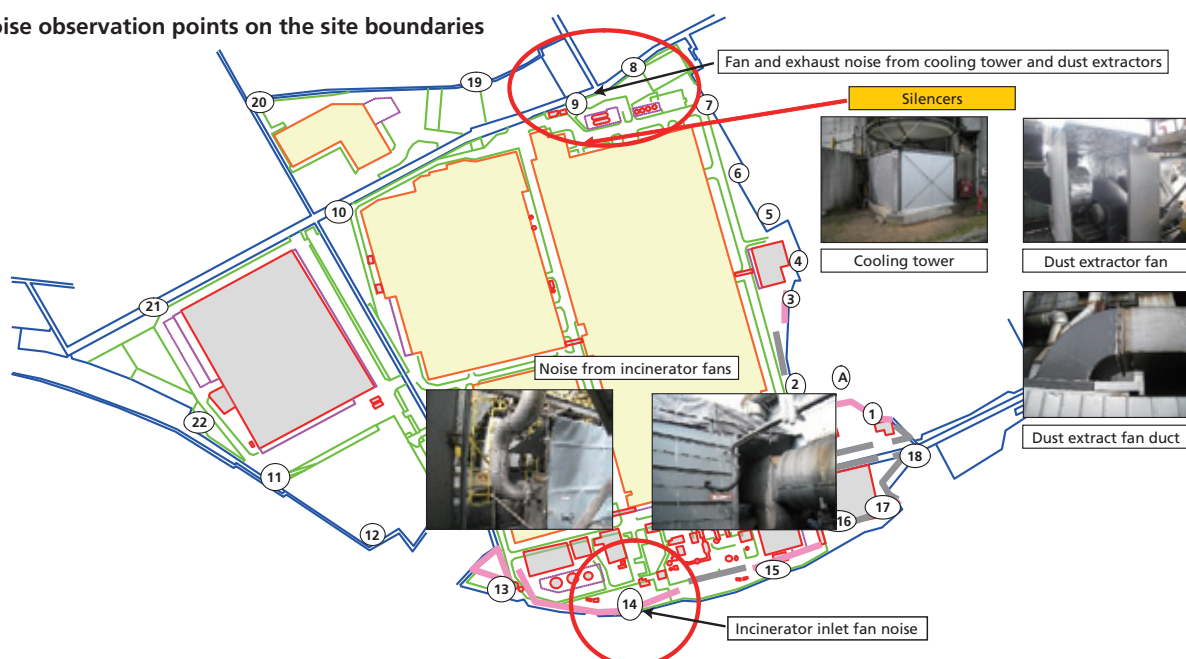 oise observation points on the site boundaries
8
Fan and exhaust noise from cooling tower and dust extractors
19
20
9
7
Silencers
6
10
5
4
Cooling tower
Dust extractor fan
3
21
Noise from incinerator fans
2
A
1
22
Dust extract fan duct
18
11
17
16
12
15
13
14
Incinerator inlet fan noise